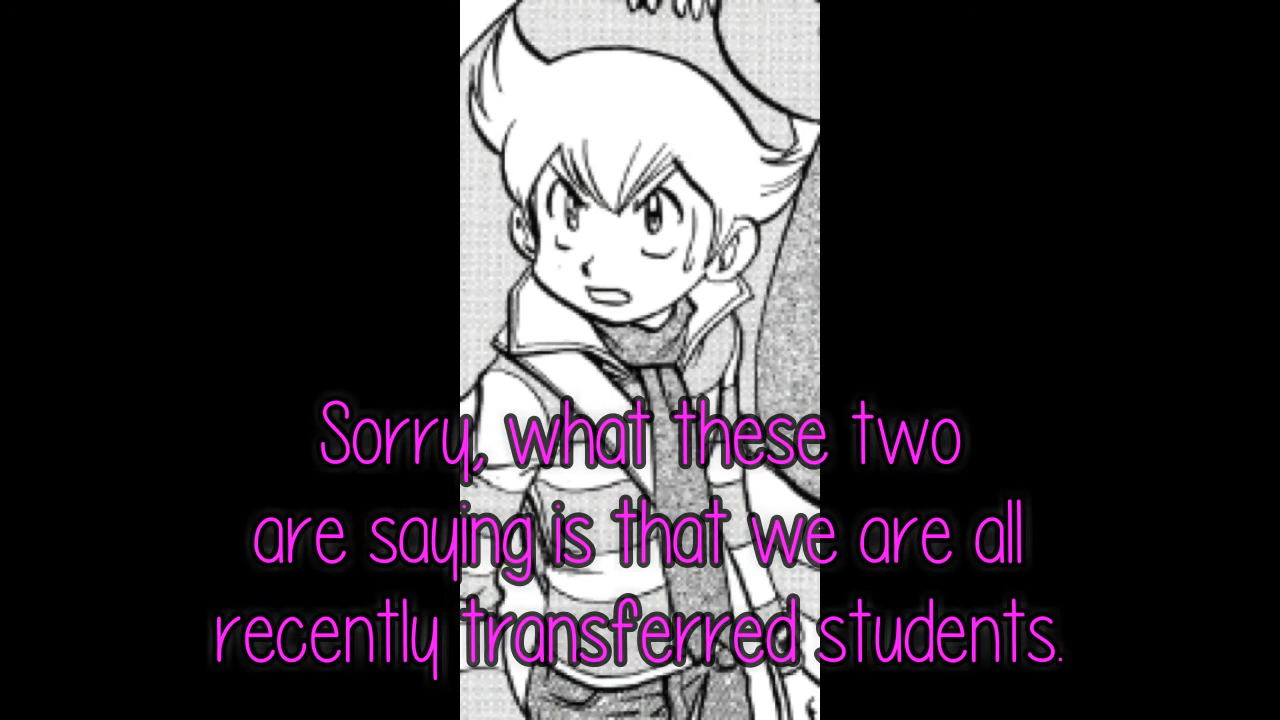 Sorry, what these two
are saying is that we are all
recently transferred students.